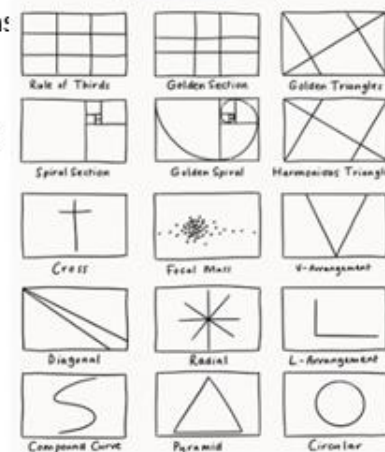 Rule of Thirds
Golden Section
Golden Triangles
Spiral Section
Golden Spiral
Harmonious Triangl
Cross
Focal Mass
V-Arrangement
Diagonal
Radial
L-Arrangement
Compound Curve
Pyramid
Circular